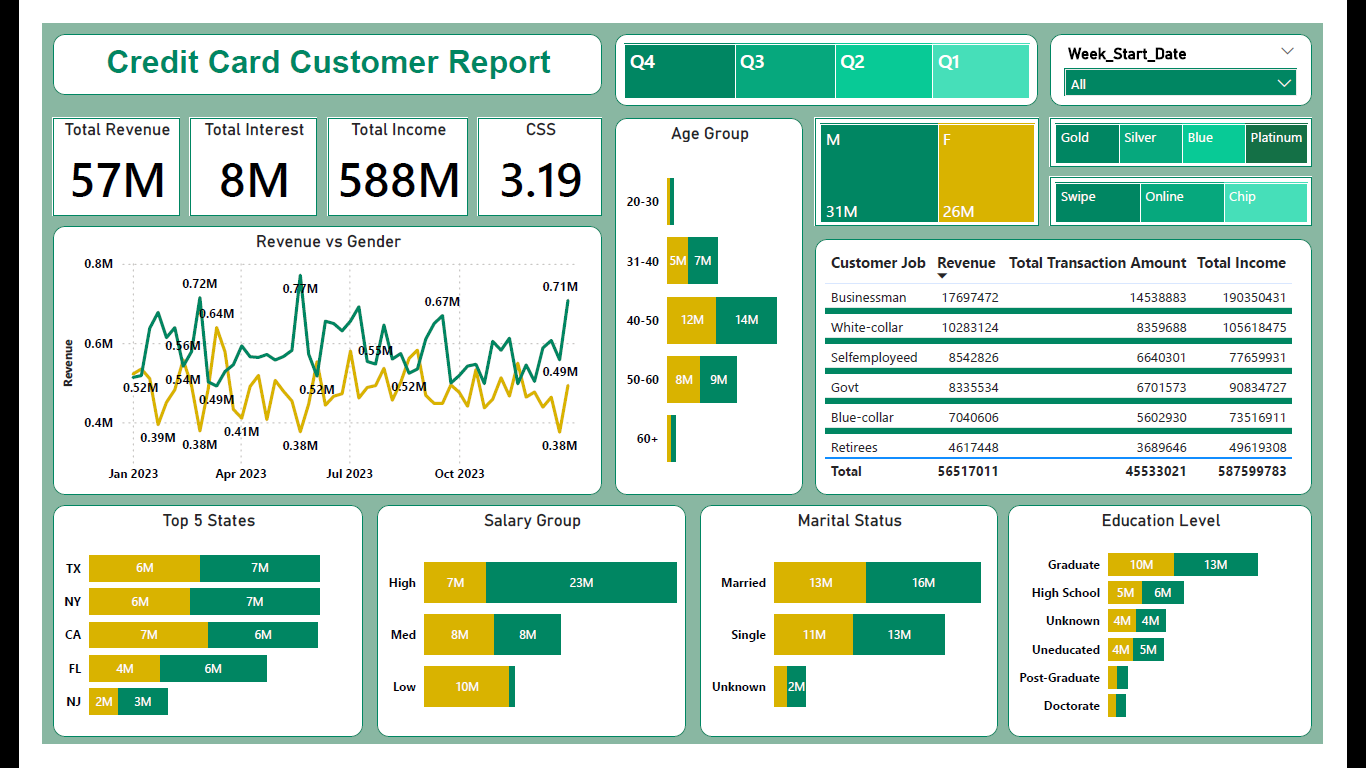 Credit Card Customer Report
Q4 Q3 Q2 Q1
Week_Start_Date
All
Total Revenue
57M
Total Interest
8M
Total Income
588M
CSS
3.19
Age Group
20-30
31-40 5M 7M
40-50 12M 14M
50-60 8M 9M
60+
M F
31M 26M
Gold Silver Blue Platinum
Swipe Online Chip
Revenue vs Gender
Revenue
0.8M
0.6M
0.4M
0.72M
0.77M
0.67M
0.71M
0.64M
0.56M
0.55M
0.54M
0.52M
0.49M
0.52M
0.52M
0.49M
0.39M
0.38M
0.41M
0.38M
0.38M
Jan 2023 Apr 2023 Jul 2023 Oct 2023
Customer Job Revenue Total Transaction Amount Total Income
Businessman 17697472 14538883 190350431
White-collar 10283124 8359688 105618475
Selfemployeed 8542826 6640301 77659931
Govt 8335534 6701573 90834727
Blue-collar 7040606 5602930 73516911
Retirees 4617448 3689646 49619308
Total 56517011 45533021 587599783
Top 5 States
TX 6M 7M
NY 6M 7M
CA 7M 6M
FL 4M 6M
NJ 2M 3M
Salary Group
High 7M 23M
Med 8M 8M
Low 10M
Marital Status
Married 13M 16M
Single 11M 13M
Unknown 2M
Education Level
Graduate 10M 13M
High School 5M 6M
Unknown 4M 4M
Uneducated 4M 5M
Post-Graduate
Doctorate